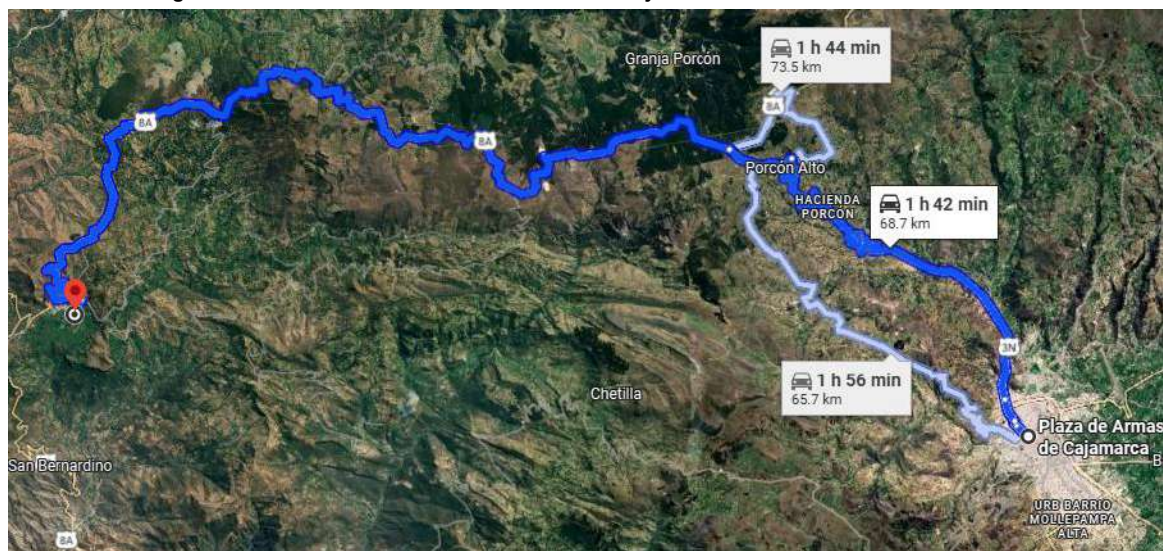 1 h 44 min
73.5 km
Granja Porcón
8A
8A
8A
Porcón Alto
HACIENDA
PORCÓN
1 h 42 min
68.7 km
3N
1 h 56 min
65.7 km
Chetilla
Plaza de Armas
de Cajamarca
San Bernardino
B
URB BARRIO
MOLLEPAMPA
ALTA
8A